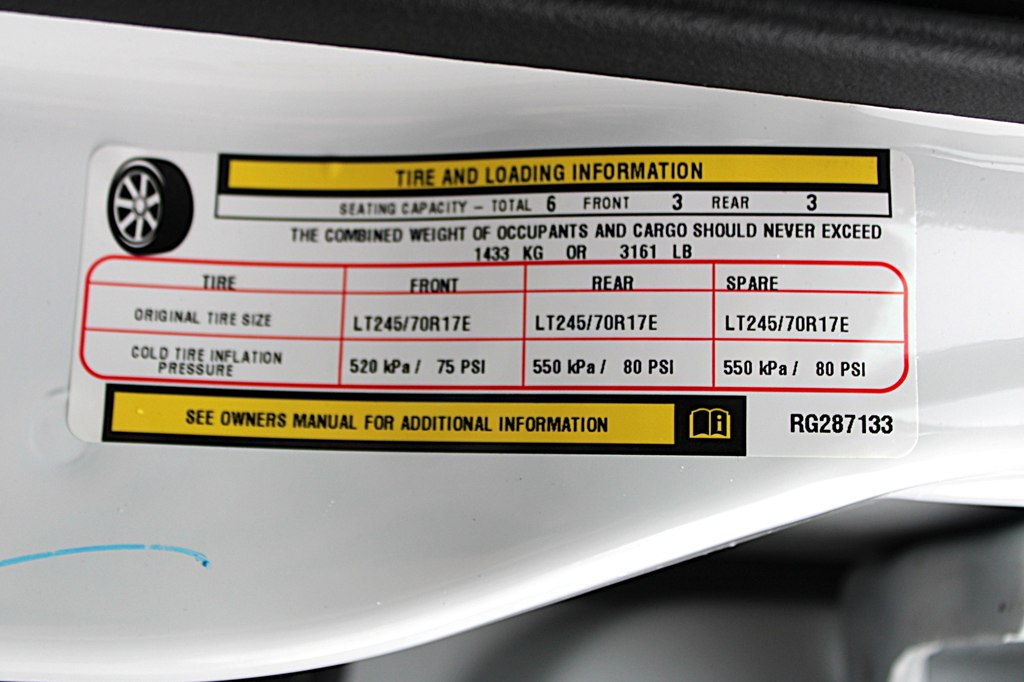 TIRE AND LOADING INFORMATION
SEATING CAPACITY – TOTAL 6 FRONT 3 REAR 3
THE COMBINED WEIGHT OF OCCUPANTS AND CARGO SHOULD NEVER EXCEED
1433 KG OR 3161 LB
TIRE FRONT REAR SPARE
ORIGINAL TIRE SIZE LT245/70R17E LT245/70R17E LT245/70R17E
COLD TIRE INFLATION
PRESSURE 520 kPa / 75 PSI 550 kPa / 80 PSI 550 kPa / 80 PSI
SEE OWNERS MANUAL FOR ADDITIONAL INFORMATION
RG287133